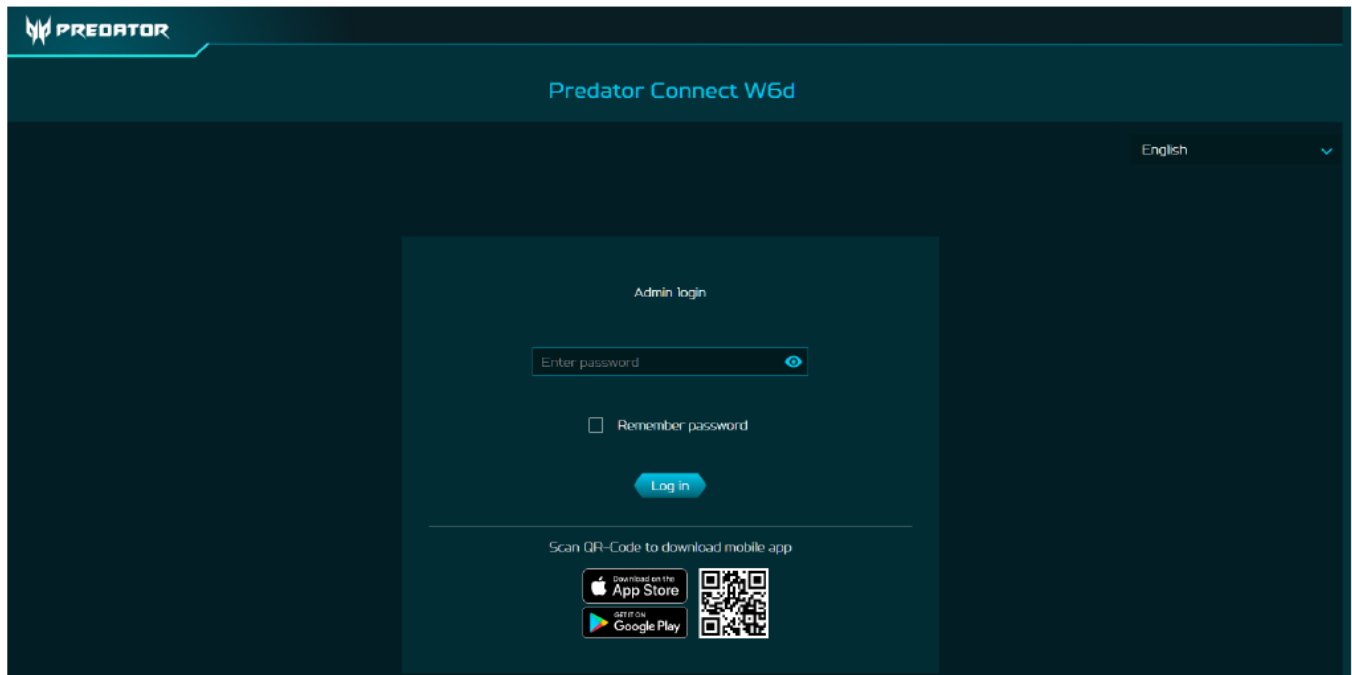 PREDATOR
Predator Connect W6d
English
Admin login
Enter password
Remember password
Log in
Scan QR-Code to download mobile app
Download on the
App Store
GET IT ON
Google Play